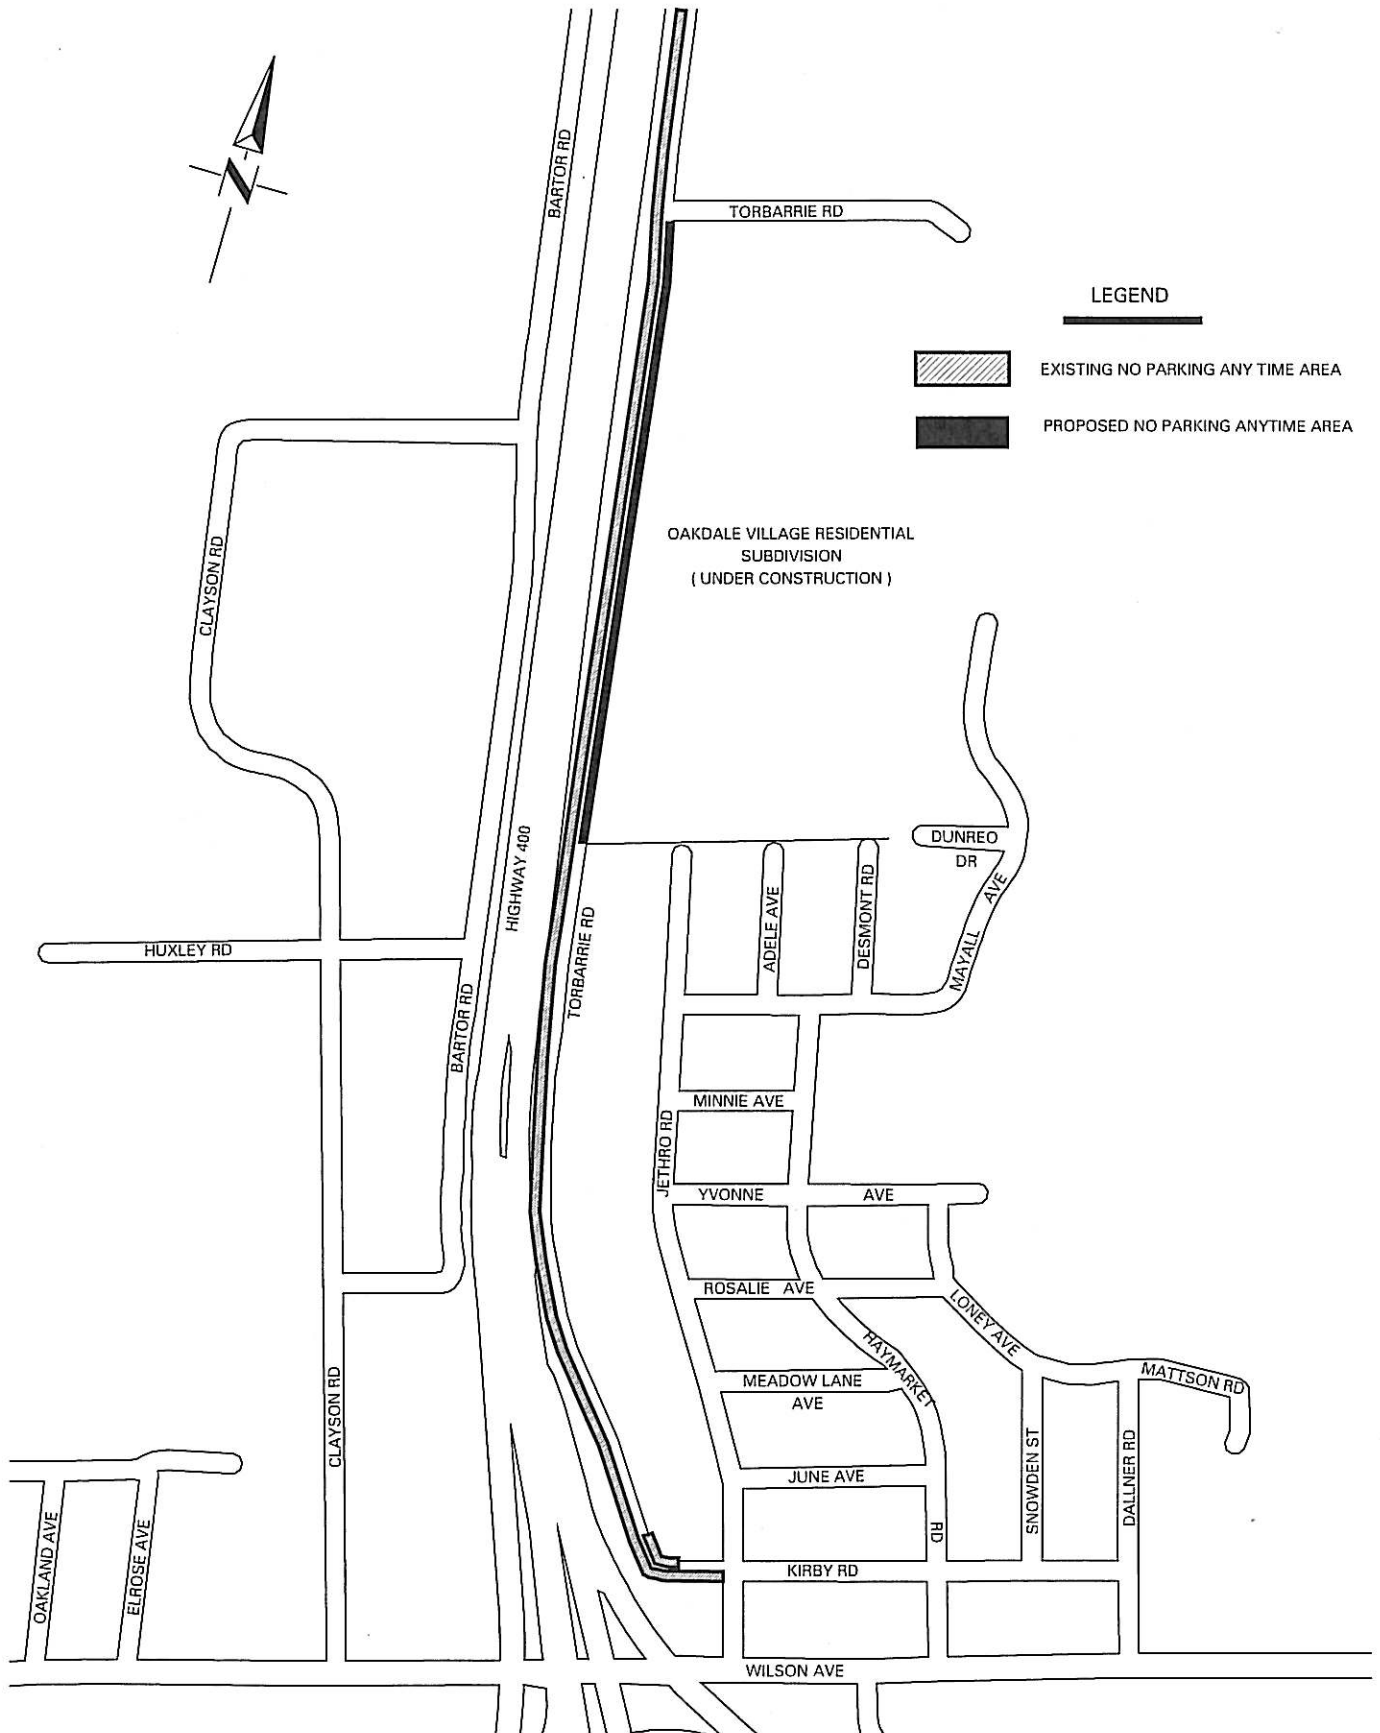 BARTOR RD
N
TORBARRIE RD
LEGEND
EXISTING NO PARKING ANY TIME AREA
PROPOSED NO PARKING ANYTIME AREA
OAKDALE VILLAGE RESIDENTIAL
SUBDIVISION
( UNDER CONSTRUCTION )
CLAYSON RD
HIGHWAY 400
DUNREO
DR
HUXLEY RD
TORBARRIE RD
ADELE AVE
DESMONT RD
MAYALL AVE
BARTOR RD
MINNIE AVE
JETHRO RD
YVONNE AVE
ROSALIE AVE
LONEY AVE
HAYMARKET
RD
MEADOW LANE
AVE
MATTSON RD
CLAYSON RD
JUNE AVE
SNOWDEN ST
DALLNER RD
OAKLAND AVE
ELROSE AVE
KIRBY RD
WILSON AVE